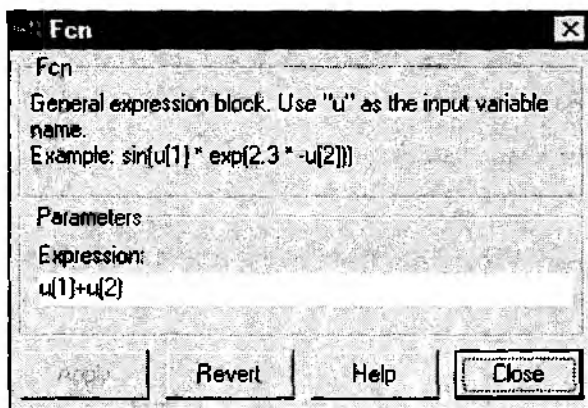 Fcn
Fcn
General expression block. Use "u" as the input variable
name.
Example: sin(u[1] * exp(2.3 * -u[2]))
Parameters
Expression:
u[1]+u[2]
Apply
Revert
Help
Close